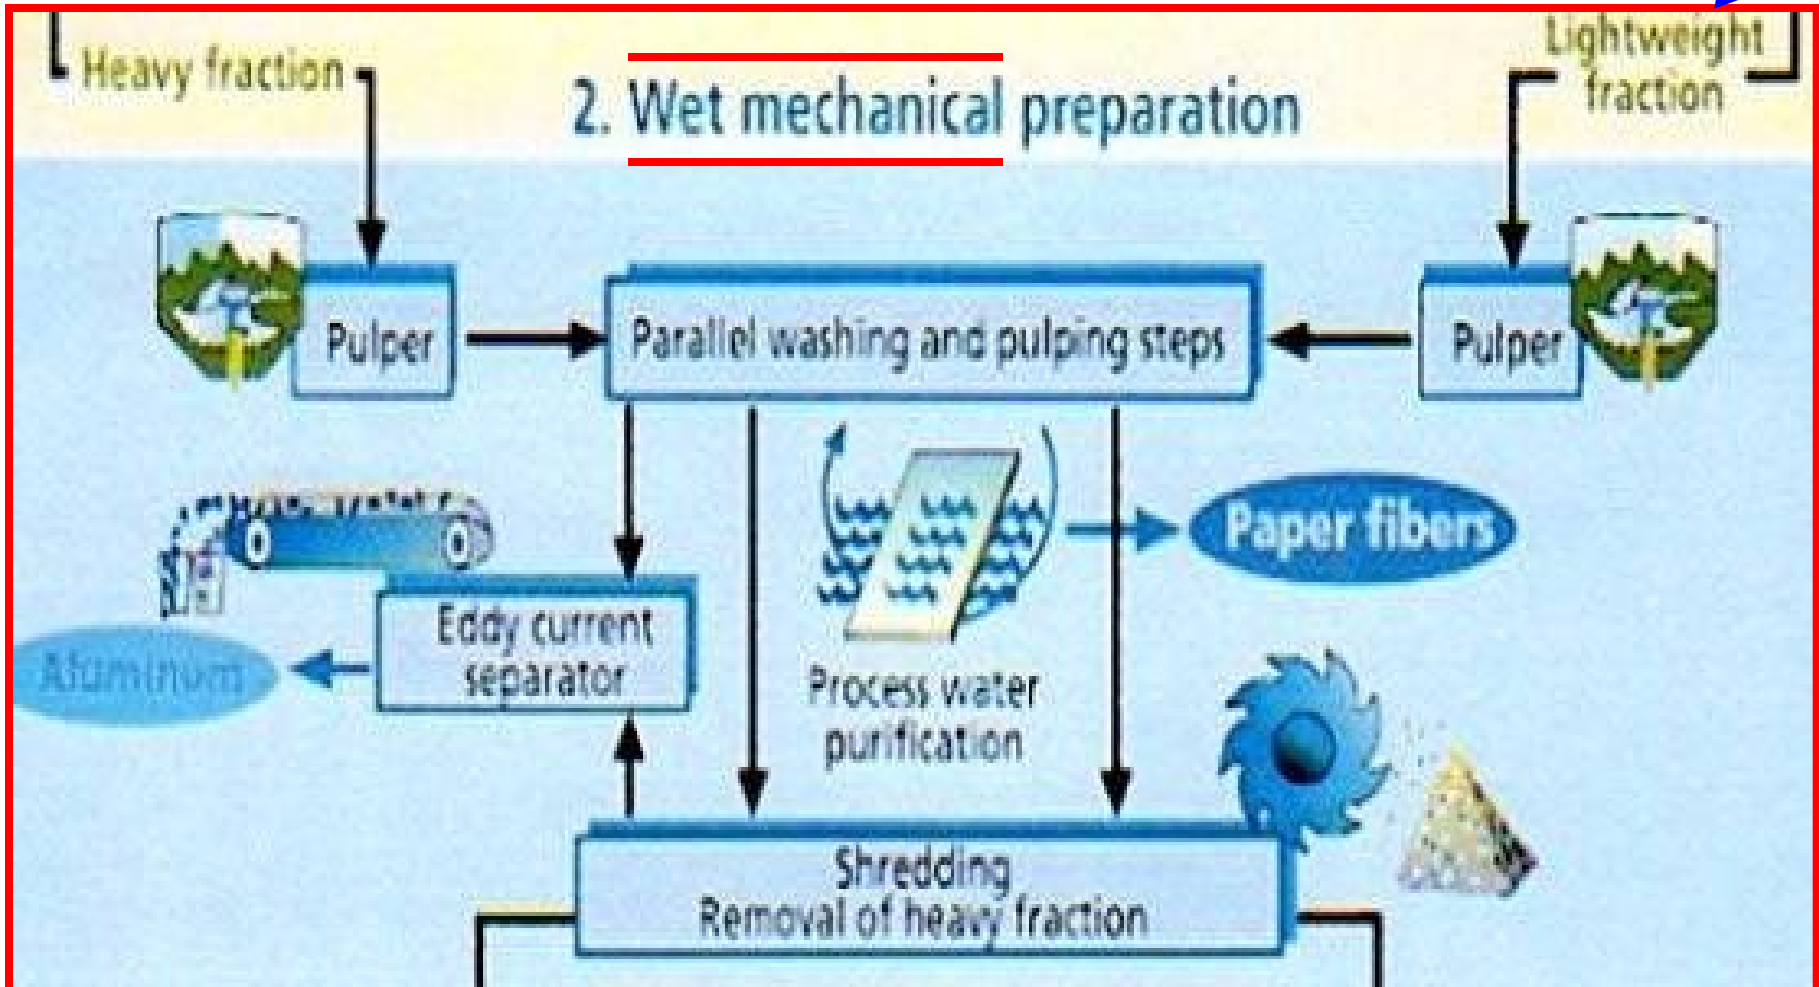 Lightweight
fraction
Heavy fraction
2. Wet mechanical preparation
Pulper
Parallel washing and pulping steps
Pulper
Paper fibers
Eddy current
separator
Aluminum
Process water
purification
Shredding
Removal of heavy fraction